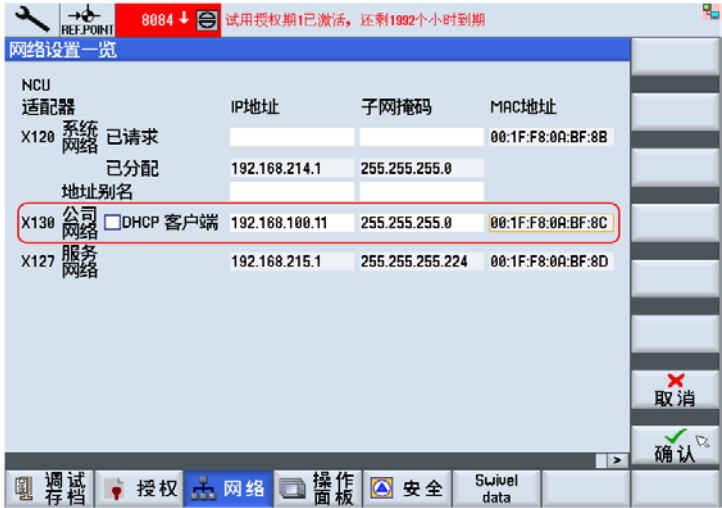 REF.POINT
8084 ↓ 试用授权期1已激活，还剩1992个小时到期
网络设置一览
NCU
适配器 IP地址 子网掩码 MAC地址
X120 系统网络 已请求 00:1F:F8:0A:BF:8B
已分配 192.168.214.1 255.255.255.0
地址别名
X130 公司网络 DHCP 客户端 192.168.100.11 255.255.255.0 00:1F:F8:0A:BF:8C
X127 服务网络 192.168.215.1 255.255.255.224 00:1F:F8:0A:BF:8D
取消
确认
>
调试存档 授权 网络 操作面板 安全 Swivel data